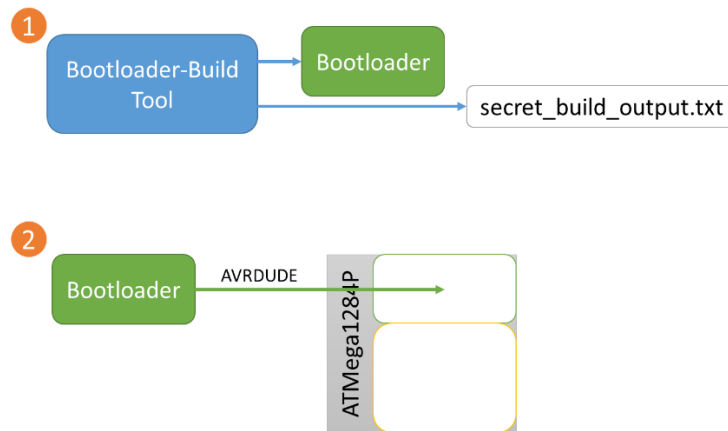 1
Bootloader-Build
Tool
Bootloader
secret_build_output.txt
2
Bootloader
AVRDUDE
ATMega1284P